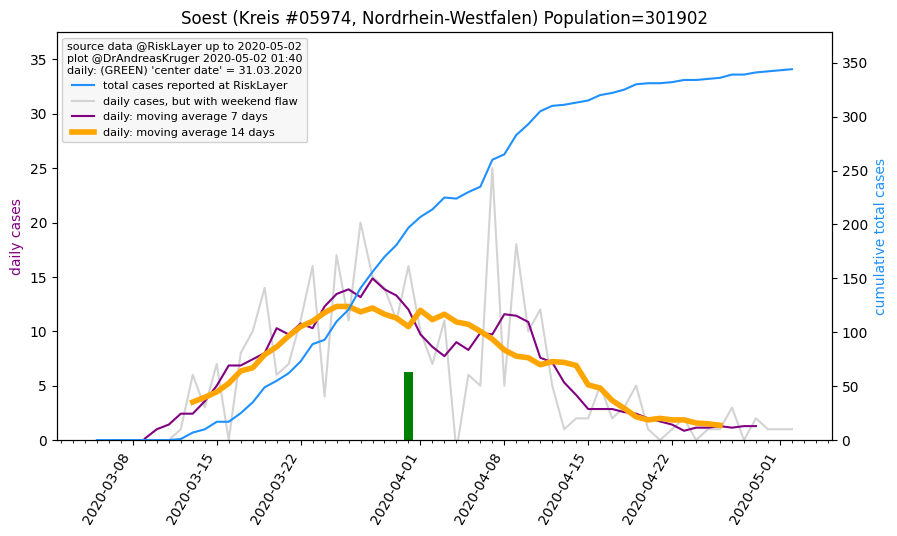 Soest (Kreis #05974, Nordrhein-Westfalen) Population=301902
source data @RiskLayer up to 2020-05-02
plot @DrAndreasKruger 2020-05-02 01:40
daily: (GREEN) 'center date' = 31.03.2020
total cases reported at RiskLayer
daily cases, but with weekend flaw
daily: moving average 7 days
daily: moving average 14 days
daily cases
35
30
25
20
15
10
5
0
cumulative total cases
350
300
250
200
150
100
50
0
2020-03-08
2020-03-15
2020-03-22
2020-04-01
2020-04-08
2020-04-15
2020-04-22
2020-05-01